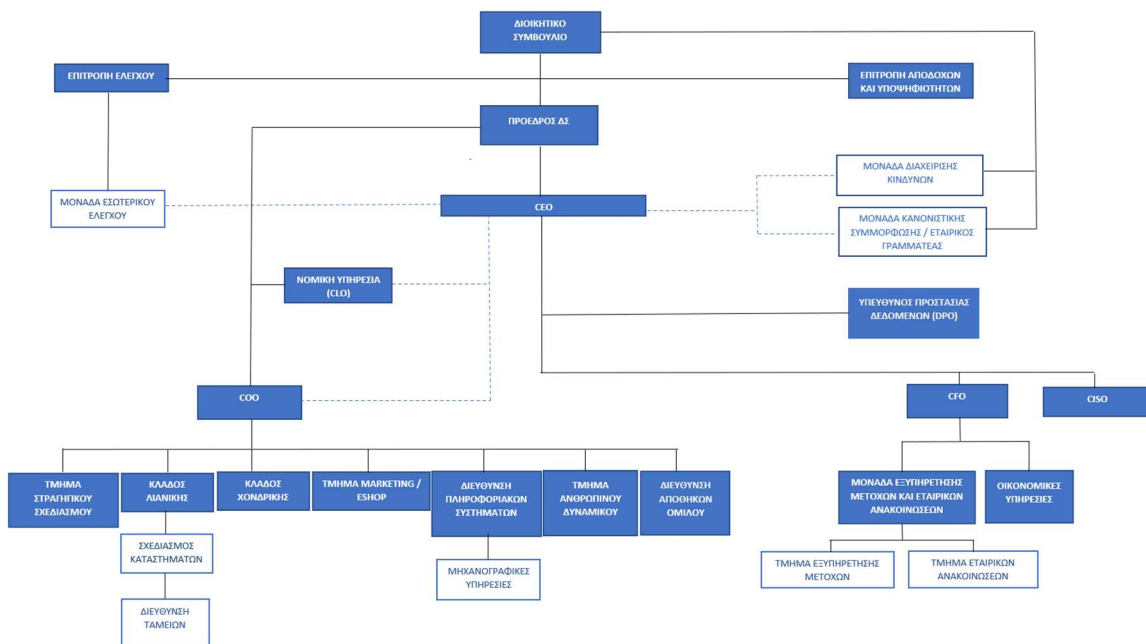 ΔΙΟΙΚΗΤΙΚΟ
ΣΥΜΒΟΥΛΙΟ
ΕΠΙΤΡΟΠΗ ΕΛΕΓΧΟΥ
ΕΠΙΤΡΟΠΗ ΑΠΟΔΟΧΩΝ
ΚΑΙ ΥΠΟΨΗΦΙΟΤΗΤΩΝ
ΠΡΟΕΔΡΟΣ ΔΣ
ΜΟΝΑΔΑ ΔΙΑΧΕΙΡΙΣΗΣ
ΚΙΝΔΥΝΩΝ
ΜΟΝΑΔΑ ΕΣΩΤΕΡΙΚΟΥ
ΕΛΕΓΧΟΥ
CEO
ΜΟΝΑΔΑ ΚΑΝΟΝΙΣΤΙΚΗΣ
ΣΥΜΜΟΡΦΩΣΗΣ / ΕΤΑΙΡΙΚΟΣ
ΓΡΑΜΜΑΤΕΑΣ
ΝΟΜΙΚΗ ΥΠΗΡΕΣΙΑ
(CLO)
ΥΠΕΥΘΥΝΟΣ ΠΡΟΣΤΑΣΙΑΣ
ΔΕΔΟΜΕΝΩΝ (DPO)
COO
CFO
CISO
ΤΜΗΜΑ
ΣΤΡΑΓΗΓΙΚΟΥ
ΣΧΕΔΙΑΣΜΟΥ
ΚΛΑΔΟΣ
ΛΙΑΝΙΚΗΣ
ΚΛΑΔΟΣ
ΧΟΝΔΡΙΚΗΣ
ΤΜΗΜΑ MARKETING /
ESHOP
ΔΙΕΥΘΥΝΣΗ
ΠΛΗΡΟΦΟΡΙΑΚΩΝ
ΣΥΣΤΗΜΑΤΩΝ
ΤΜΗΜΑ
ΑΝΘΡΩΠΙΝΟΥ
ΔΥΝΑΜΙΚΟΥ
ΔΙΕΥΘΥΝΣΗ
ΑΠΟΘΗΚΩΝ
ΟΜΙΛΟΥ
ΜΟΝΑΔΑ ΕΞΥΠΗΡΕΤΗΣΗΣ
ΜΕΤΟΧΩΝ ΚΑΙ ΕΤΑΙΡΙΚΩΝ
ΑΝΑΚΟΙΝΩΣΕΩΝ
ΟΙΚΟΝΟΜΙΚΕΣ
ΥΠΗΡΕΣΙΕΣ
ΣΧΕΔΙΑΣΜΟΣ
ΚΑΤΑΣΤΗΜΑΤΩΝ
ΜΗΧΑΝΟΓΡΑΦΙΚΕΣ
ΥΠΗΡΕΣΙΕΣ
ΤΜΗΜΑ ΕΞΥΠΗΡΕΤΗΣΗΣ
ΜΕΤΟΧΩΝ
ΤΜΗΜΑ ΕΤΑΙΡΙΚΩΝ
ΑΝΑΚΟΙΝΩΣΕΩΝ
ΔΙΕΥΘΥΝΣΗ
ΤΑΜΕΙΩΝ